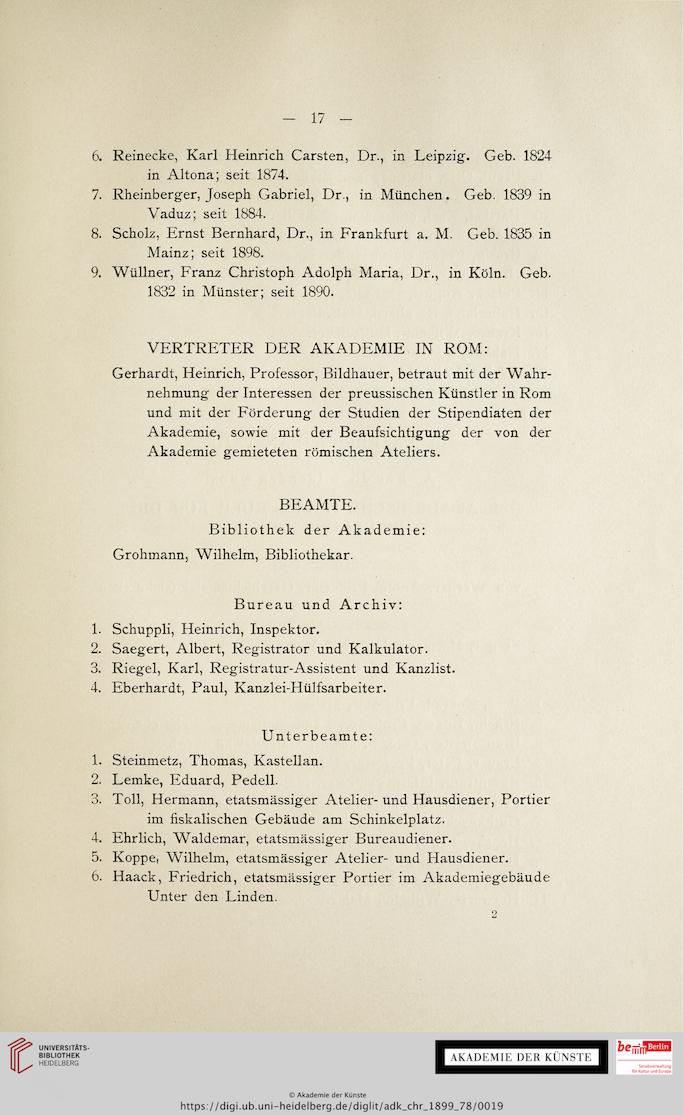 — 17 —
6. Reinecke, Karl Heinrich Carsten, Dr., in Leipzig. Geb. 1824
in Altona; seit 1874.
7. Rheinberger, Joseph Gabriel, Dr., in München. Geb. 1839 in
Vaduz; seit 1884.
8. Scholz, Ernst Bernhard, Dr., in Frankfurt a. M. Geb. 1835 in
Mainz; seit 1898.
9. Wüllner, Franz Christoph Adolph Maria, Dr., in Köln. Geb.
1832 in Münster; seit 1890.
VERTRETER DER AKADEMIE IN ROM:
Gerhardt, Heinrich, Professor, Bildhauer, betraut mit der Wahr-
nehmung der Interessen der preussischen Künstler in Rom
und mit der Förderung der Studien der Stipendiaten der
Akademie, sowie mit der Beaufsichtigung der von der
Akademie gemieteten römischen Ateliers.
BEAMTE.
Bibliothek der Akademie:
Grohmann, Wilhelm, Bibliothekar.
Bureau und Archiv:
1. Schuppli, Heinrich, Inspektor.
2. Saegert, Albert, Registrator und Kalkulator.
3. Riegel, Karl, Registratur-Assistent und Kanzlist.
4. Eberhardt, Paul, Kanzlei-Hülfsarbeiter.
Unterbeamte:
1. Steinmetz, Thomas, Kastellan.
2. Lemke, Eduard, Pedell.
3. Toll, Hermann, etatsmässiger Atelier- und Hausdiener, Portier
im fiskalischen Gebäude am Schinkelplatz.
4. Ehrlich, Waldemar, etatsmässiger Bureaudiener.
5. Koppe, Wilhelm, etatsmässiger Atelier- und Hausdiener.
6. Haack, Friedrich, etatsmässiger Portier im Akademiegebäude
Unter den Linden.
2
UNIVERSITÄTS-
BIBLIOTHEK
HEIDELBERG
AKADEMIE DER KÜNSTE
be Berlin
Senatsverwaltung
für Kultur und Europa
© Akademie der Künste
https://digi.ub.uni-heidelberg.de/diglit/adk_chr_1899_78/0019